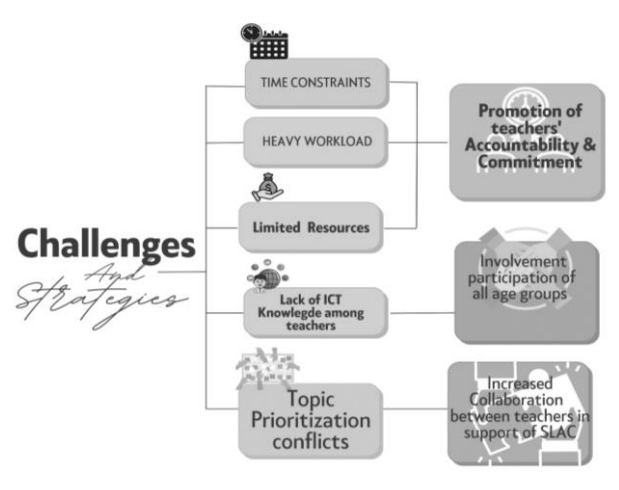 Challenges
And
Strategies
TIME CONSTRAINTS
HEAVY WORKLOAD
Limited Resources
Lack of ICT
Knowlegde among
teachers
Topic
Prioritization
conflicts
Promotion of
teachers'
Accountability &
Commitment
Involvement
participation of
all age groups
Increased
Collaboration
between teachers in
support of SLAC